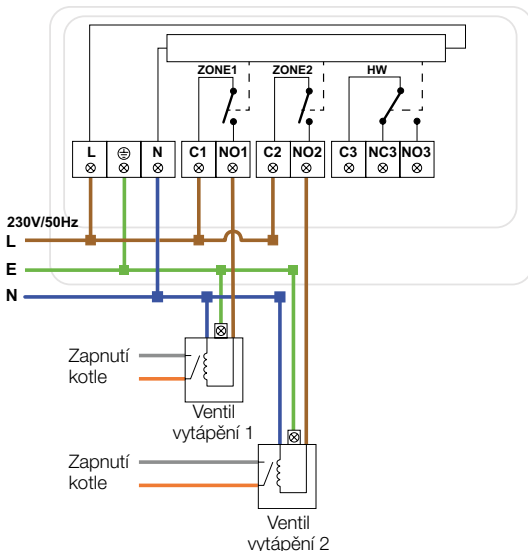 ZONE1 ZONE2 HW
L N C1 NO1 C2 NO2 C3 NC3 NO3
230V/50Hz
L
E
N
Zapnutí
kotle
Ventil
vytápění 1
Zapnutí
kotle
Ventil
vytápění 2